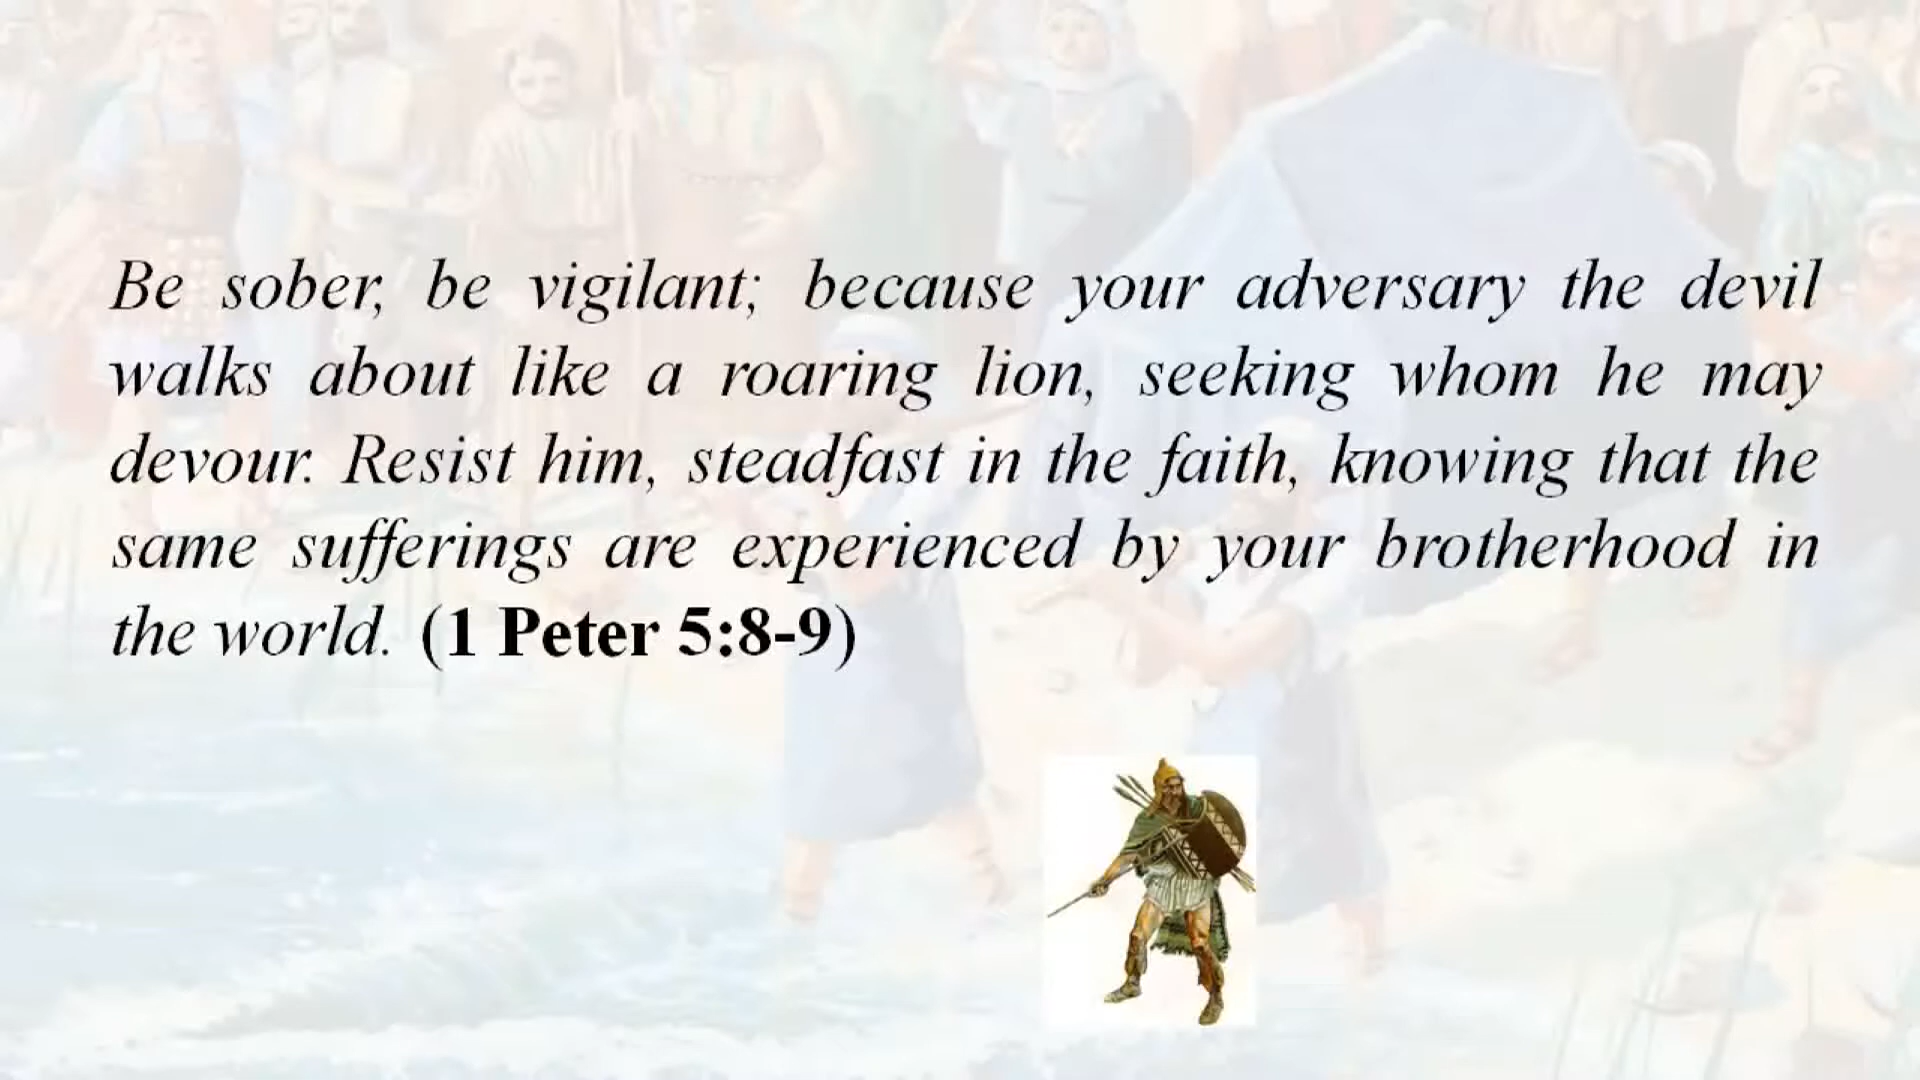 Be sober, be vigilant; because your adversary the devil
walks about like a roaring lion, seeking whom he may
devour. Resist him, steadfast in the faith, knowing that the
same sufferings are experienced by your brotherhood in
the world. (1 Peter 5:8-9)